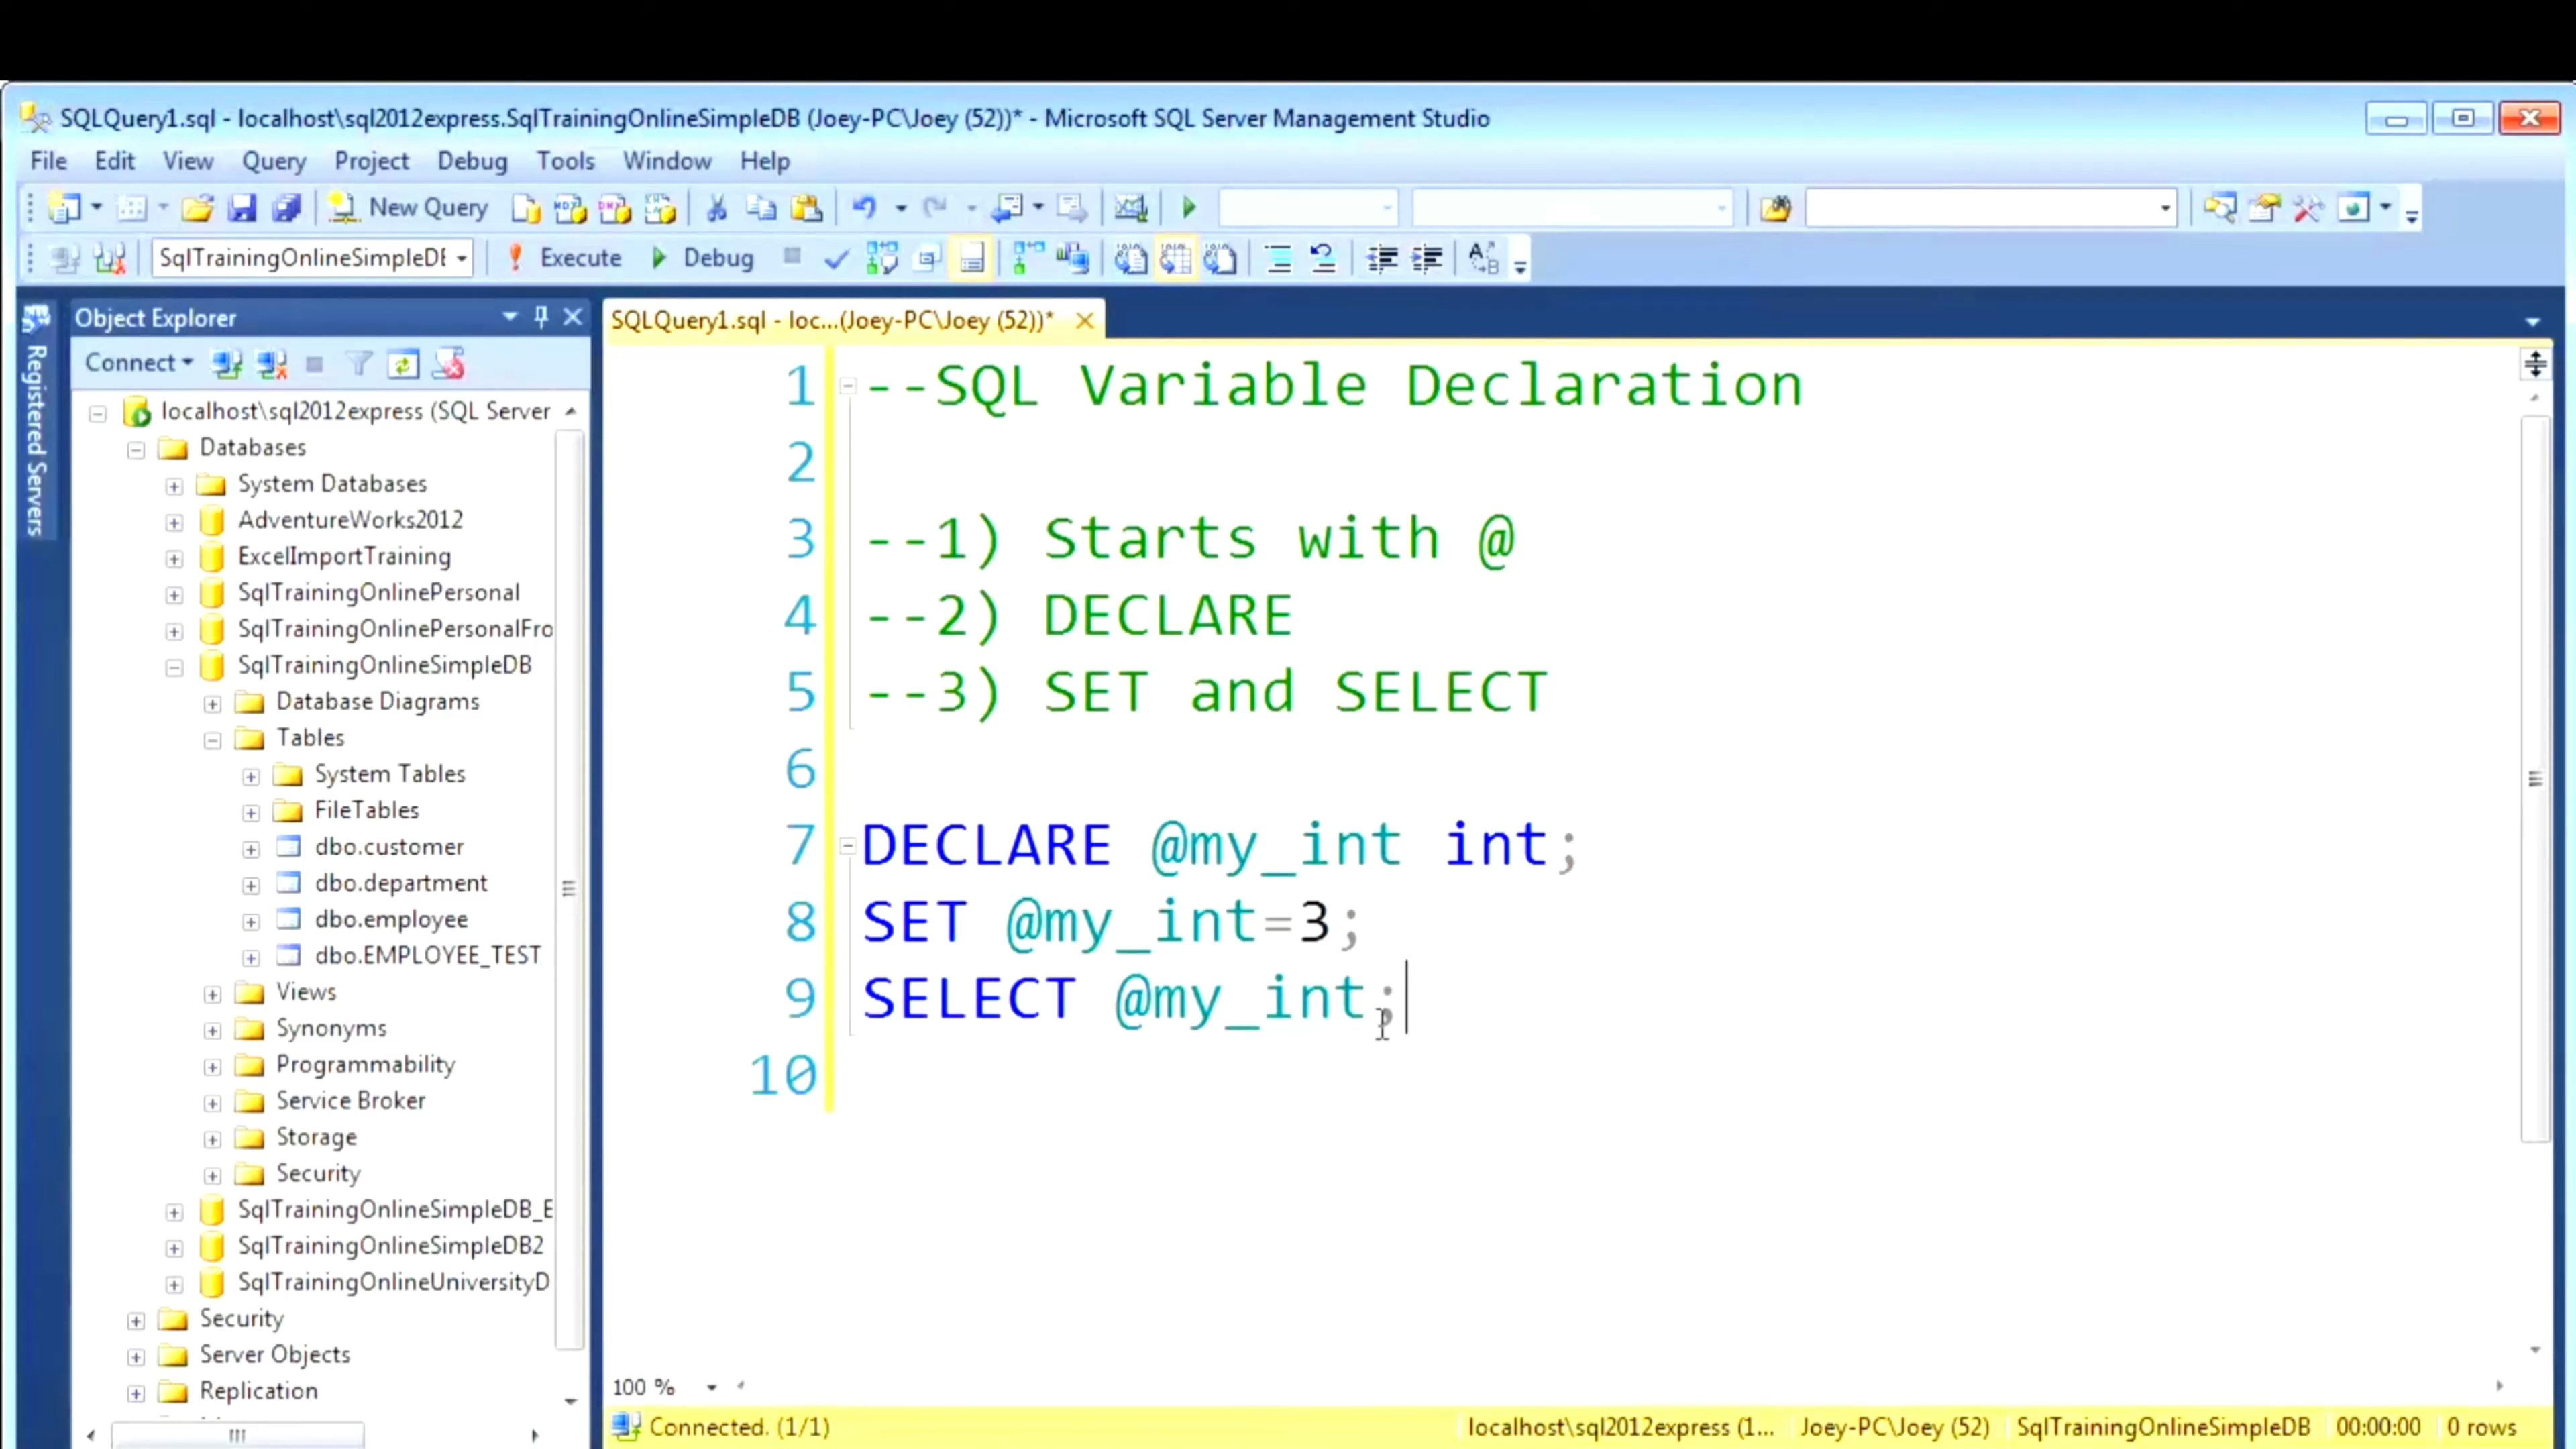 SQLQuery1.sql - localhost\sql2012express.SqlTrainingOnlineSimpleDB (Joey-PC\Joey (52))* - Microsoft SQL Server Management Studio
File Edit View Query Project Debug Tools Window Help
New Query
SqlTrainingOnlineSimpleDE Execute Debug
Registered Servers
Object Explorer
Connect
localhost\sql2012express (SQL Server
Databases
System Databases
AdventureWorks2012
ExcelImportTraining
SqlTrainingOnlinePersonal
SqlTrainingOnlinePersonalFro
SqlTrainingOnlineSimpleDB
Database Diagrams
Tables
System Tables
FileTables
dbo.customer
dbo.department
dbo.employee
dbo.EMPLOYEE_TEST
Views
Synonyms
Programmability
Service Broker
Storage
Security
SqlTrainingOnlineSimpleDB_E
SqlTrainingOnlineSimpleDB2
SqlTrainingOnlineUniversityD
Security
Server Objects
Replication
SQLQuery1.sql - loc...(Joey-PC\Joey (52))*
1 --SQL Variable Declaration
2
3 --1) Starts with @
4 --2) DECLARE
5 --3) SET and SELECT
6
7 DECLARE @my_int int;
8 SET @my_int=3;
9 SELECT @my_int;
10
100 %
Connected. (1/1) localhost\sql2012express (1... Joey-PC\Joey (52) SqlTrainingOnlineSimpleDB 00:00:00 0 rows